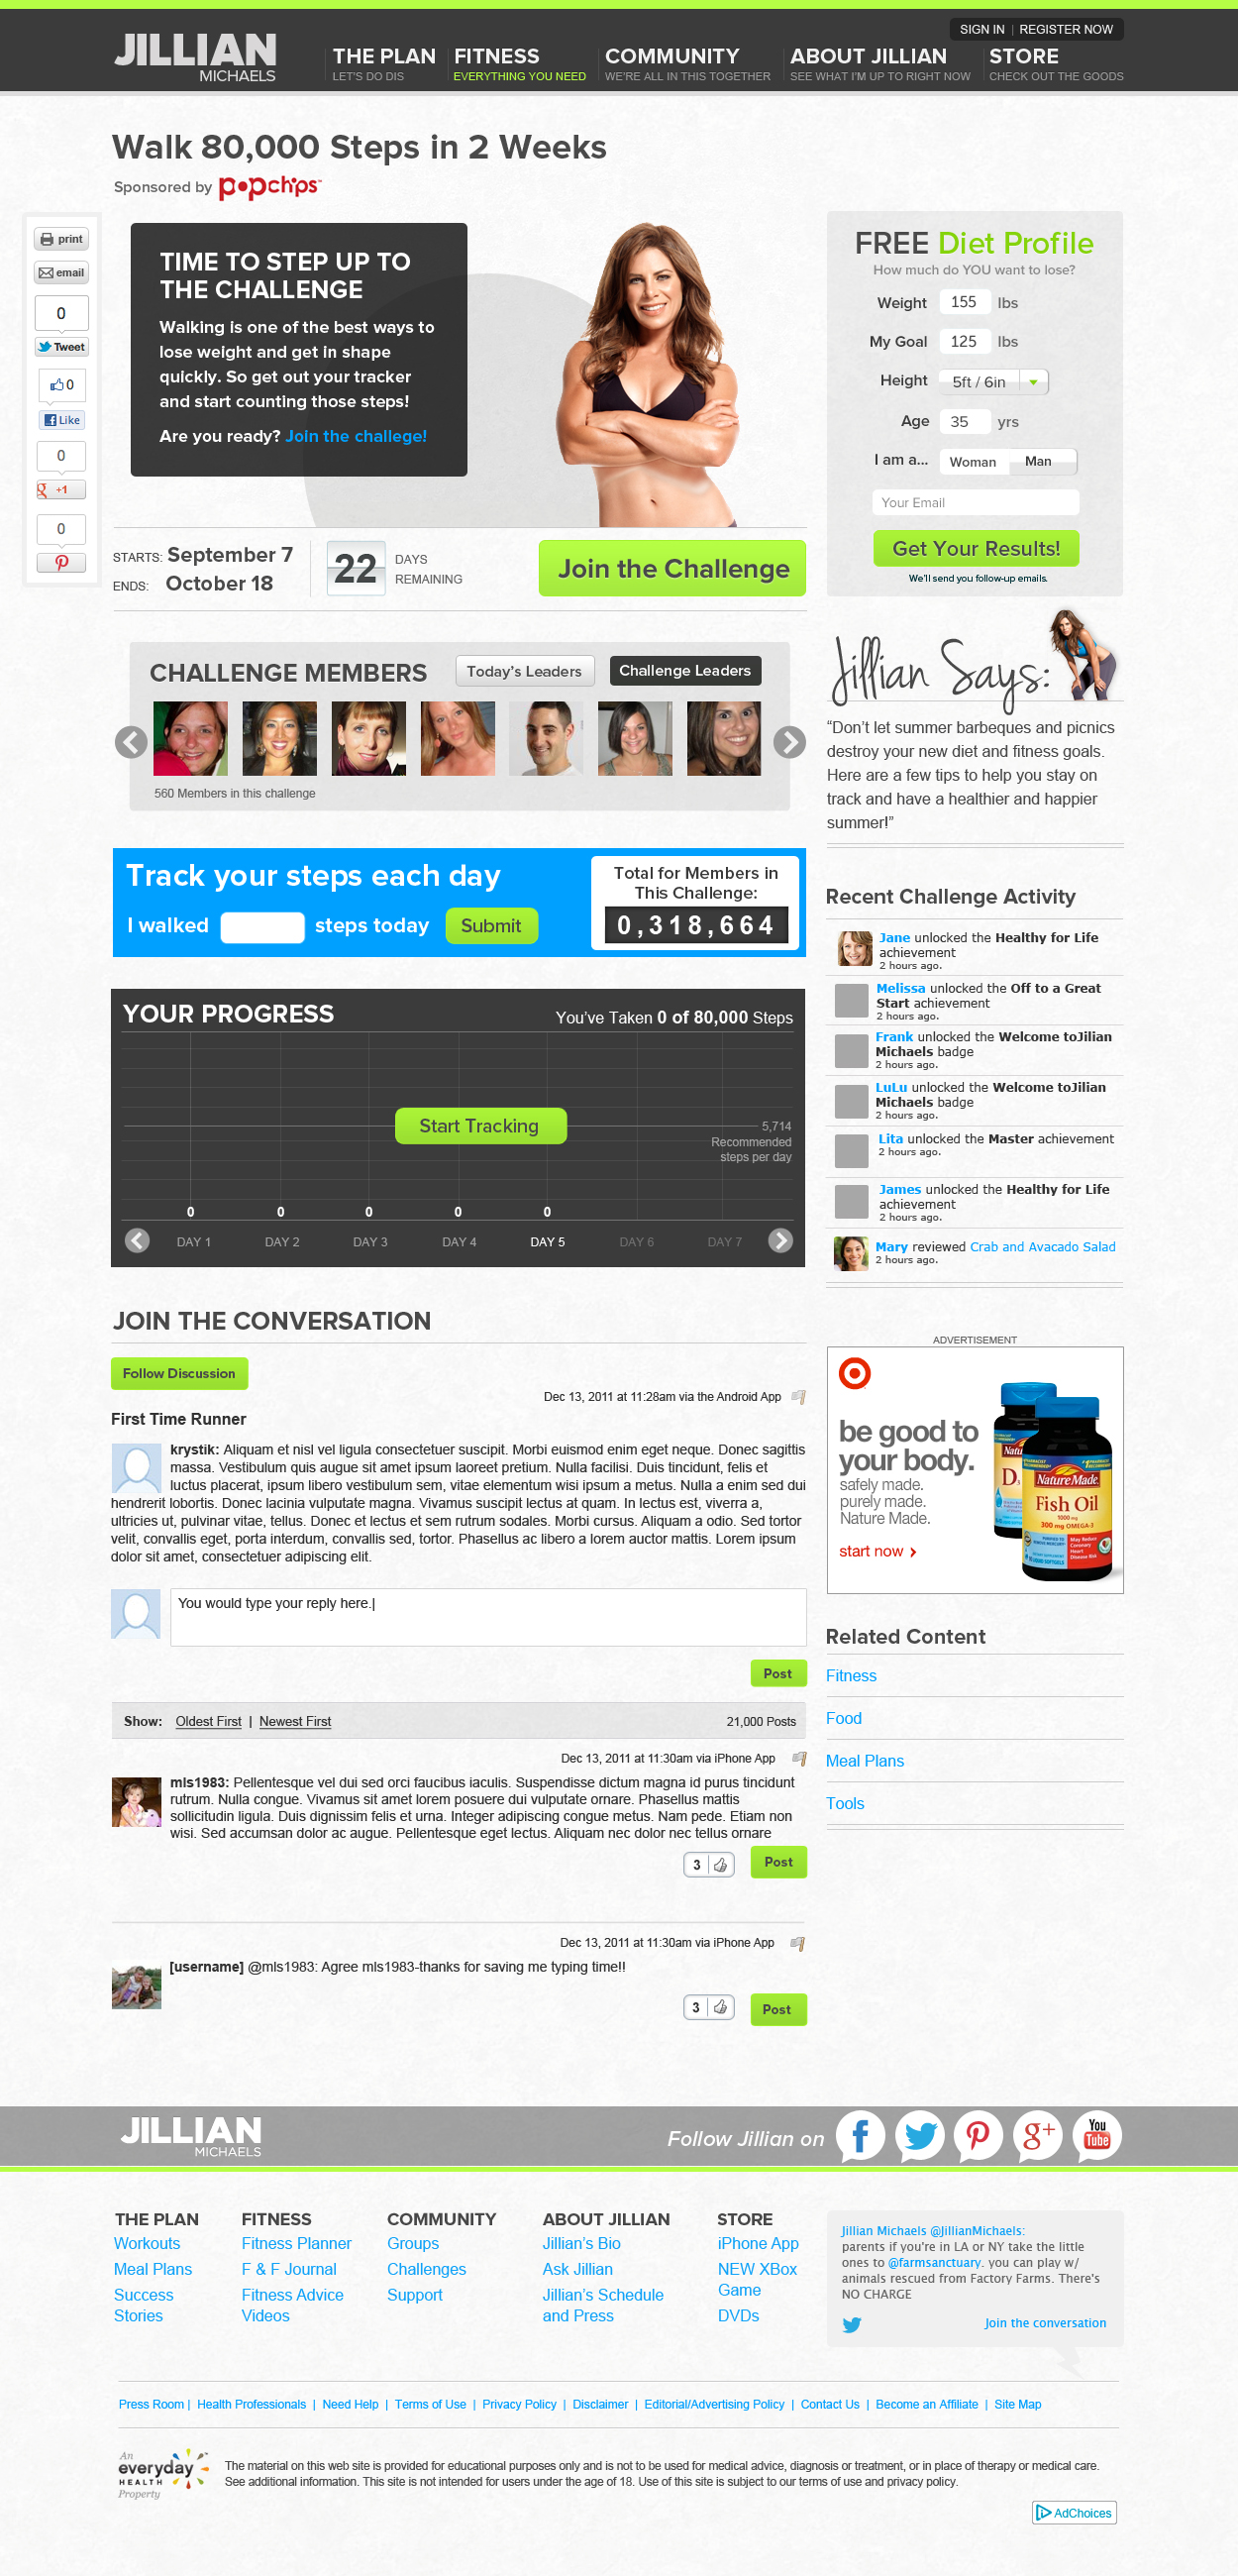 SIGN IN | REGISTER NOW
JILLIAN
MICHAELS
THE PLAN
LET'S DO DIS
FITNESS
EVERYTHING YOU NEED
COMMUNITY
WE'RE ALL IN THIS TOGETHER
ABOUT JILLIAN
SEE WHAT I'M UP TO RIGHT NOW
STORE
CHECK OUT THE GOODS
Walk 80,000 Steps in 2 Weeks
Sponsored by popchips
print
email
0
Tweet
0
Like
0
+1
0
TIME TO STEP UP TO
THE CHALLENGE
Walking is one of the best ways to
lose weight and get in shape
quickly. So get out your tracker
and start counting those steps!
Are you ready? Join the challege!
STARTS: September 7
ENDS: October 18
22
DAYS
REMAINING
Join the Challenge
FREE Diet Profile
How much do YOU want to lose?
Weight 155 lbs
My Goal 125 lbs
Height 5ft / 6in
Age 35 yrs
I am a... Woman Man
Your Email
Get Your Results!
We'll send you follow-up emails.
CHALLENGE MEMBERS
Today's Leaders
Challenge Leaders
560 Members in this challenge
Jillian Says:
“Don’t let summer barbeques and picnics
destroy your new diet and fitness goals.
Here are a few tips to help you stay on
track and have a healthier and happier
summer!”
Track your steps each day
I walked steps today Submit
Total for Members in
This Challenge:
0,318,664
YOUR PROGRESS
You've Taken 0 of 80,000 Steps
Start Tracking
5,714
Recommended
steps per day
0 0 0 0 0
DAY 1 DAY 2 DAY 3 DAY 4 DAY 5 DAY 6 DAY 7
Recent Challenge Activity
Jane unlocked the Healthy for Life
achievement
2 hours ago.
Melissa unlocked the Off to a Great
Start achievement
2 hours ago.
Frank unlocked the Welcome toJilian
Michaels badge
2 hours ago.
LuLu unlocked the Welcome toJilian
Michaels badge
2 hours ago.
Lita unlocked the Master achievement
2 hours ago.
James unlocked the Healthy for Life
achievement
2 hours ago.
Mary reviewed Crab and Avacado Salad
2 hours ago.
JOIN THE CONVERSATION
Follow Discussion
Dec 13, 2011 at 11:28am via the Android App
First Time Runner
krystik: Aliquam et nisl vel ligula consectetuer suscipit. Morbi euismod enim eget neque. Donec sagittis
massa. Vestibulum quis augue sit amet ipsum laoreet pretium. Nulla facilisi. Duis tincidunt, felis et
luctus placerat, ipsum libero vestibulum sem, vitae elementum wisi ipsum a metus. Nulla a enim sed dui
hendrerit lobortis. Donec lacinia vulputate magna. Vivamus suscipit lectus at quam. In lectus est, viverra a,
ultricies ut, pulvinar vitae, tellus. Donec et lectus et sem rutrum sodales. Morbi cursus. Aliquam a odio. Sed tortor
velit, convallis eget, porta interdum, convallis sed, tortor. Phasellus ac libero a lorem auctor mattis. Lorem ipsum
dolor sit amet, consectetuer adipiscing elit.
You would type your reply here.|
Post
Show: Oldest First | Newest First
21,000 Posts
Dec 13, 2011 at 11:30am via iPhone App
mls1983: Pellentesque vel dui sed orci faucibus iaculis. Suspendisse dictum magna id purus tincidunt
rutrum. Nulla congue. Vivamus sit amet lorem posuere dui vulputate ornare. Phasellus mattis
sollicitudin ligula. Duis dignissim felis et urna. Integer adipiscing congue metus. Nam pede. Etiam non
wisi. Sed accumsan dolor ac augue. Pellentesque eget lectus. Aliquam nec dolor nec tellus ornare
3
Post
Dec 13, 2011 at 11:30am via iPhone App
[username] @mls1983: Agree mls1983-thanks for saving me typing time!!
3
Post
ADVERTISEMENT
be good to
your body.
safely made.
purely made.
Nature Made.
start now
Nature Made
Fish Oil
1000 mg
300 mg OMEGA-3
Related Content
Fitness
Food
Meal Plans
Tools
JILLIAN
MICHAELS
Follow Jillian on
You
Tube
THE PLAN
Workouts
Meal Plans
Success
Stories
FITNESS
Fitness Planner
F & F Journal
Fitness Advice
Videos
COMMUNITY
Groups
Challenges
Support
ABOUT JILLIAN
Jillian's Bio
Ask Jillian
Jillian's Schedule
and Press
STORE
iPhone App
NEW XBox
Game
DVDs
Jillian Michaels @JillianMichaels:
parents if you're in LA or NY take the little
ones to @farmsanctuary. you can play w/
animals rescued from Factory Farms. There's
NO CHARGE
Join the conversation
Press Room | Health Professionals | Need Help | Terms of Use | Privacy Policy | Disclaimer | Editorial/Advertising Policy | Contact Us | Become an Affiliate | Site Map
An
everyday
HEALTH
Property
The material on this web site is provided for educational purposes only and is not to be used for medical advice, diagnosis or treatment, or in place of therapy or medical care.
See additional information. This site is not intended for users under the age of 18. Use of this site is subject to our terms of use and privacy policy.
AdChoices